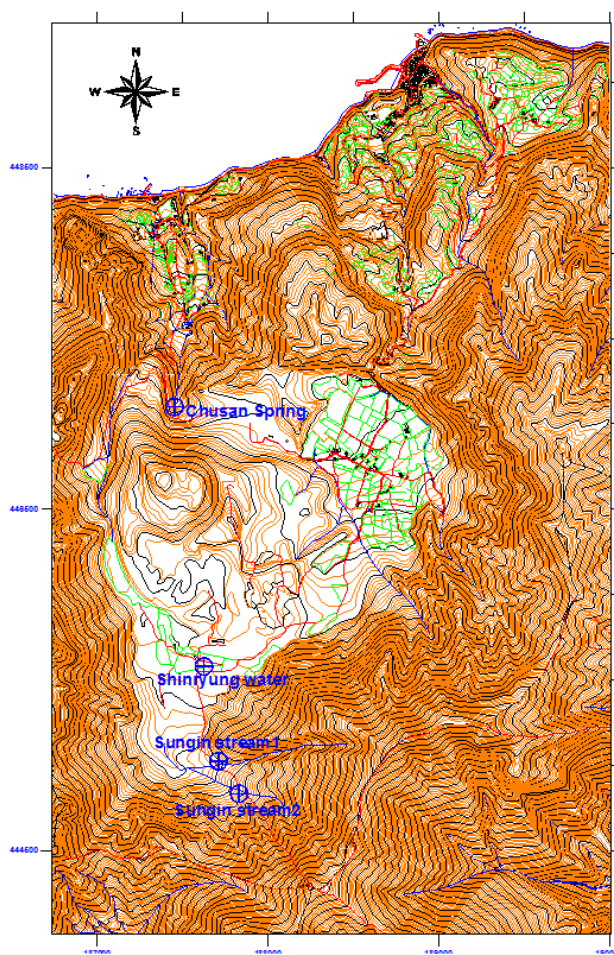 N
W E
S
448600
Chusan Spring
446600
Shinryung water
Sungin stream1
Sungin stream2
444600